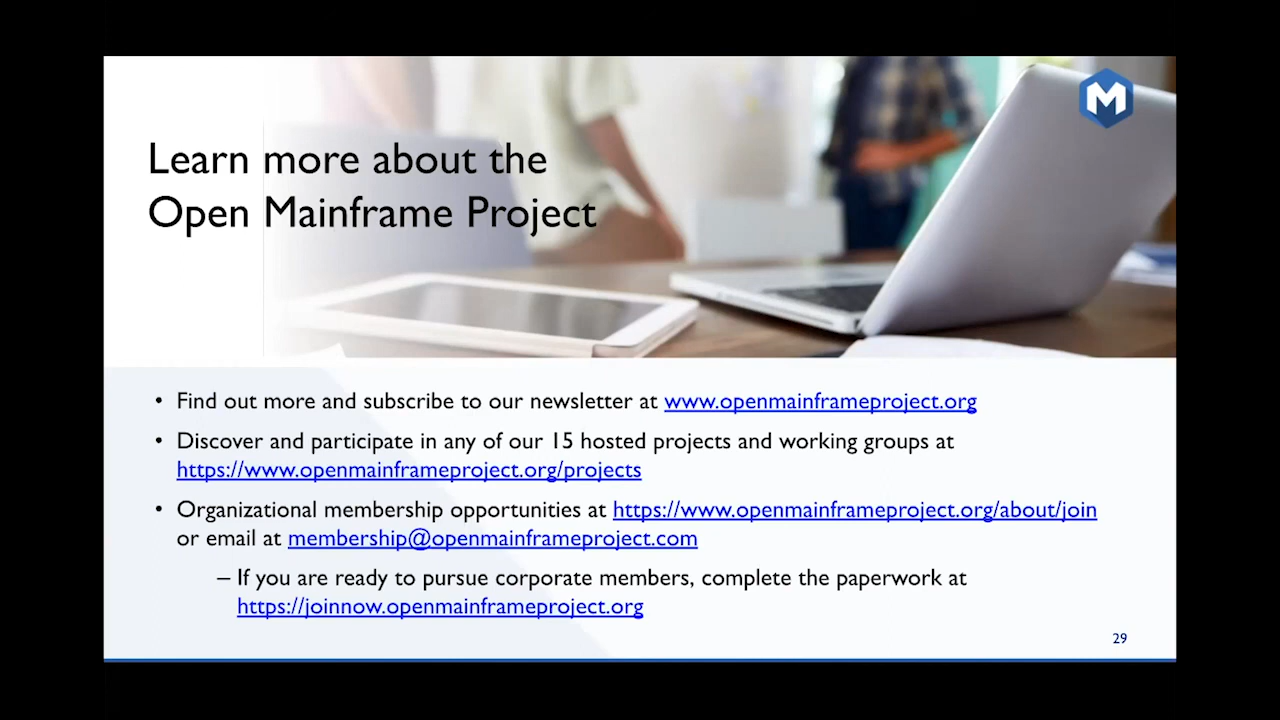 M
Learn more about the
Open Mainframe Project
• Find out more and subscribe to our newsletter at www.openmainframeproject.org
• Discover and participate in any of our 15 hosted projects and working groups at
https://www.openmainframeproject.org/projects
• Organizational membership opportunities at https://www.openmainframeproject.org/about/join
or email at membership@openmainframeproject.com
– If you are ready to pursue corporate members, complete the paperwork at
https://joinnow.openmainframeproject.org
29